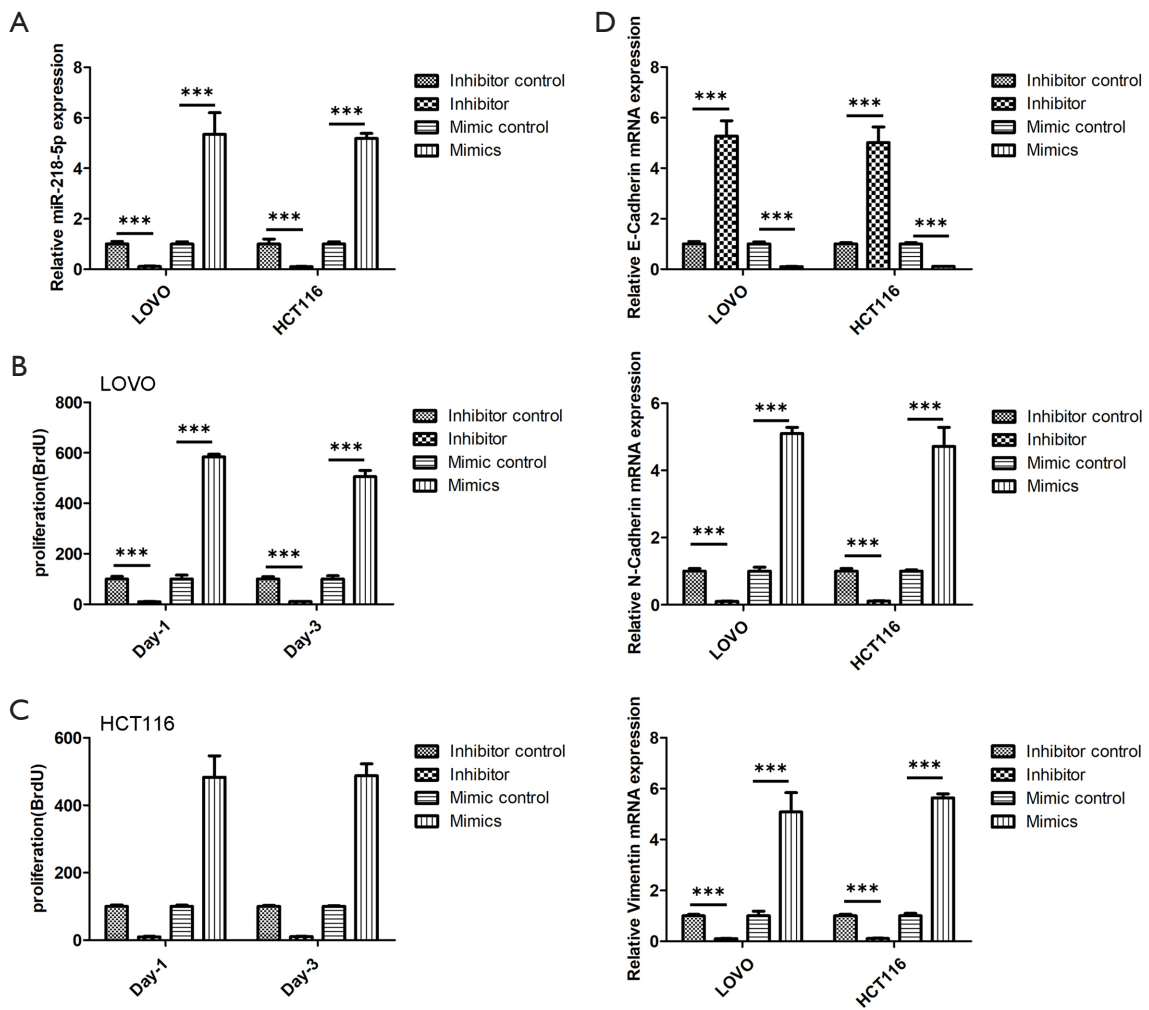 A
Relative miR-218-5p expression
8
6
4
2
0
***
***
***
***
LOVO
HCT116
Inhibitor control
Inhibitor
Mimic control
Mimics
B
LOVO
proliferation(BrdU)
800
600
400
200
0
***
***
***
***
Day-1
Day-3
Inhibitor control
Inhibitor
Mimic control
Mimics
C
HCT116
proliferation(BrdU)
600
400
200
0
Day-1
Day-3
Inhibitor control
Inhibitor
Mimic control
Mimics
D
Relative E-Cadherin mRNA expression
8
6
4
2
0
***
***
***
***
LOVO
HCT116
Inhibitor control
Inhibitor
Mimic control
Mimics
Relative N-Cadherin mRNA expression
6
4
2
0
***
***
***
***
LOVO
HCT116
Inhibitor control
Inhibitor
Mimic control
Mimics
Relative Vimentin mRNA expression
8
6
4
2
0
***
***
***
***
LOVO
HCT116
Inhibitor control
Inhibitor
Mimic control
Mimics